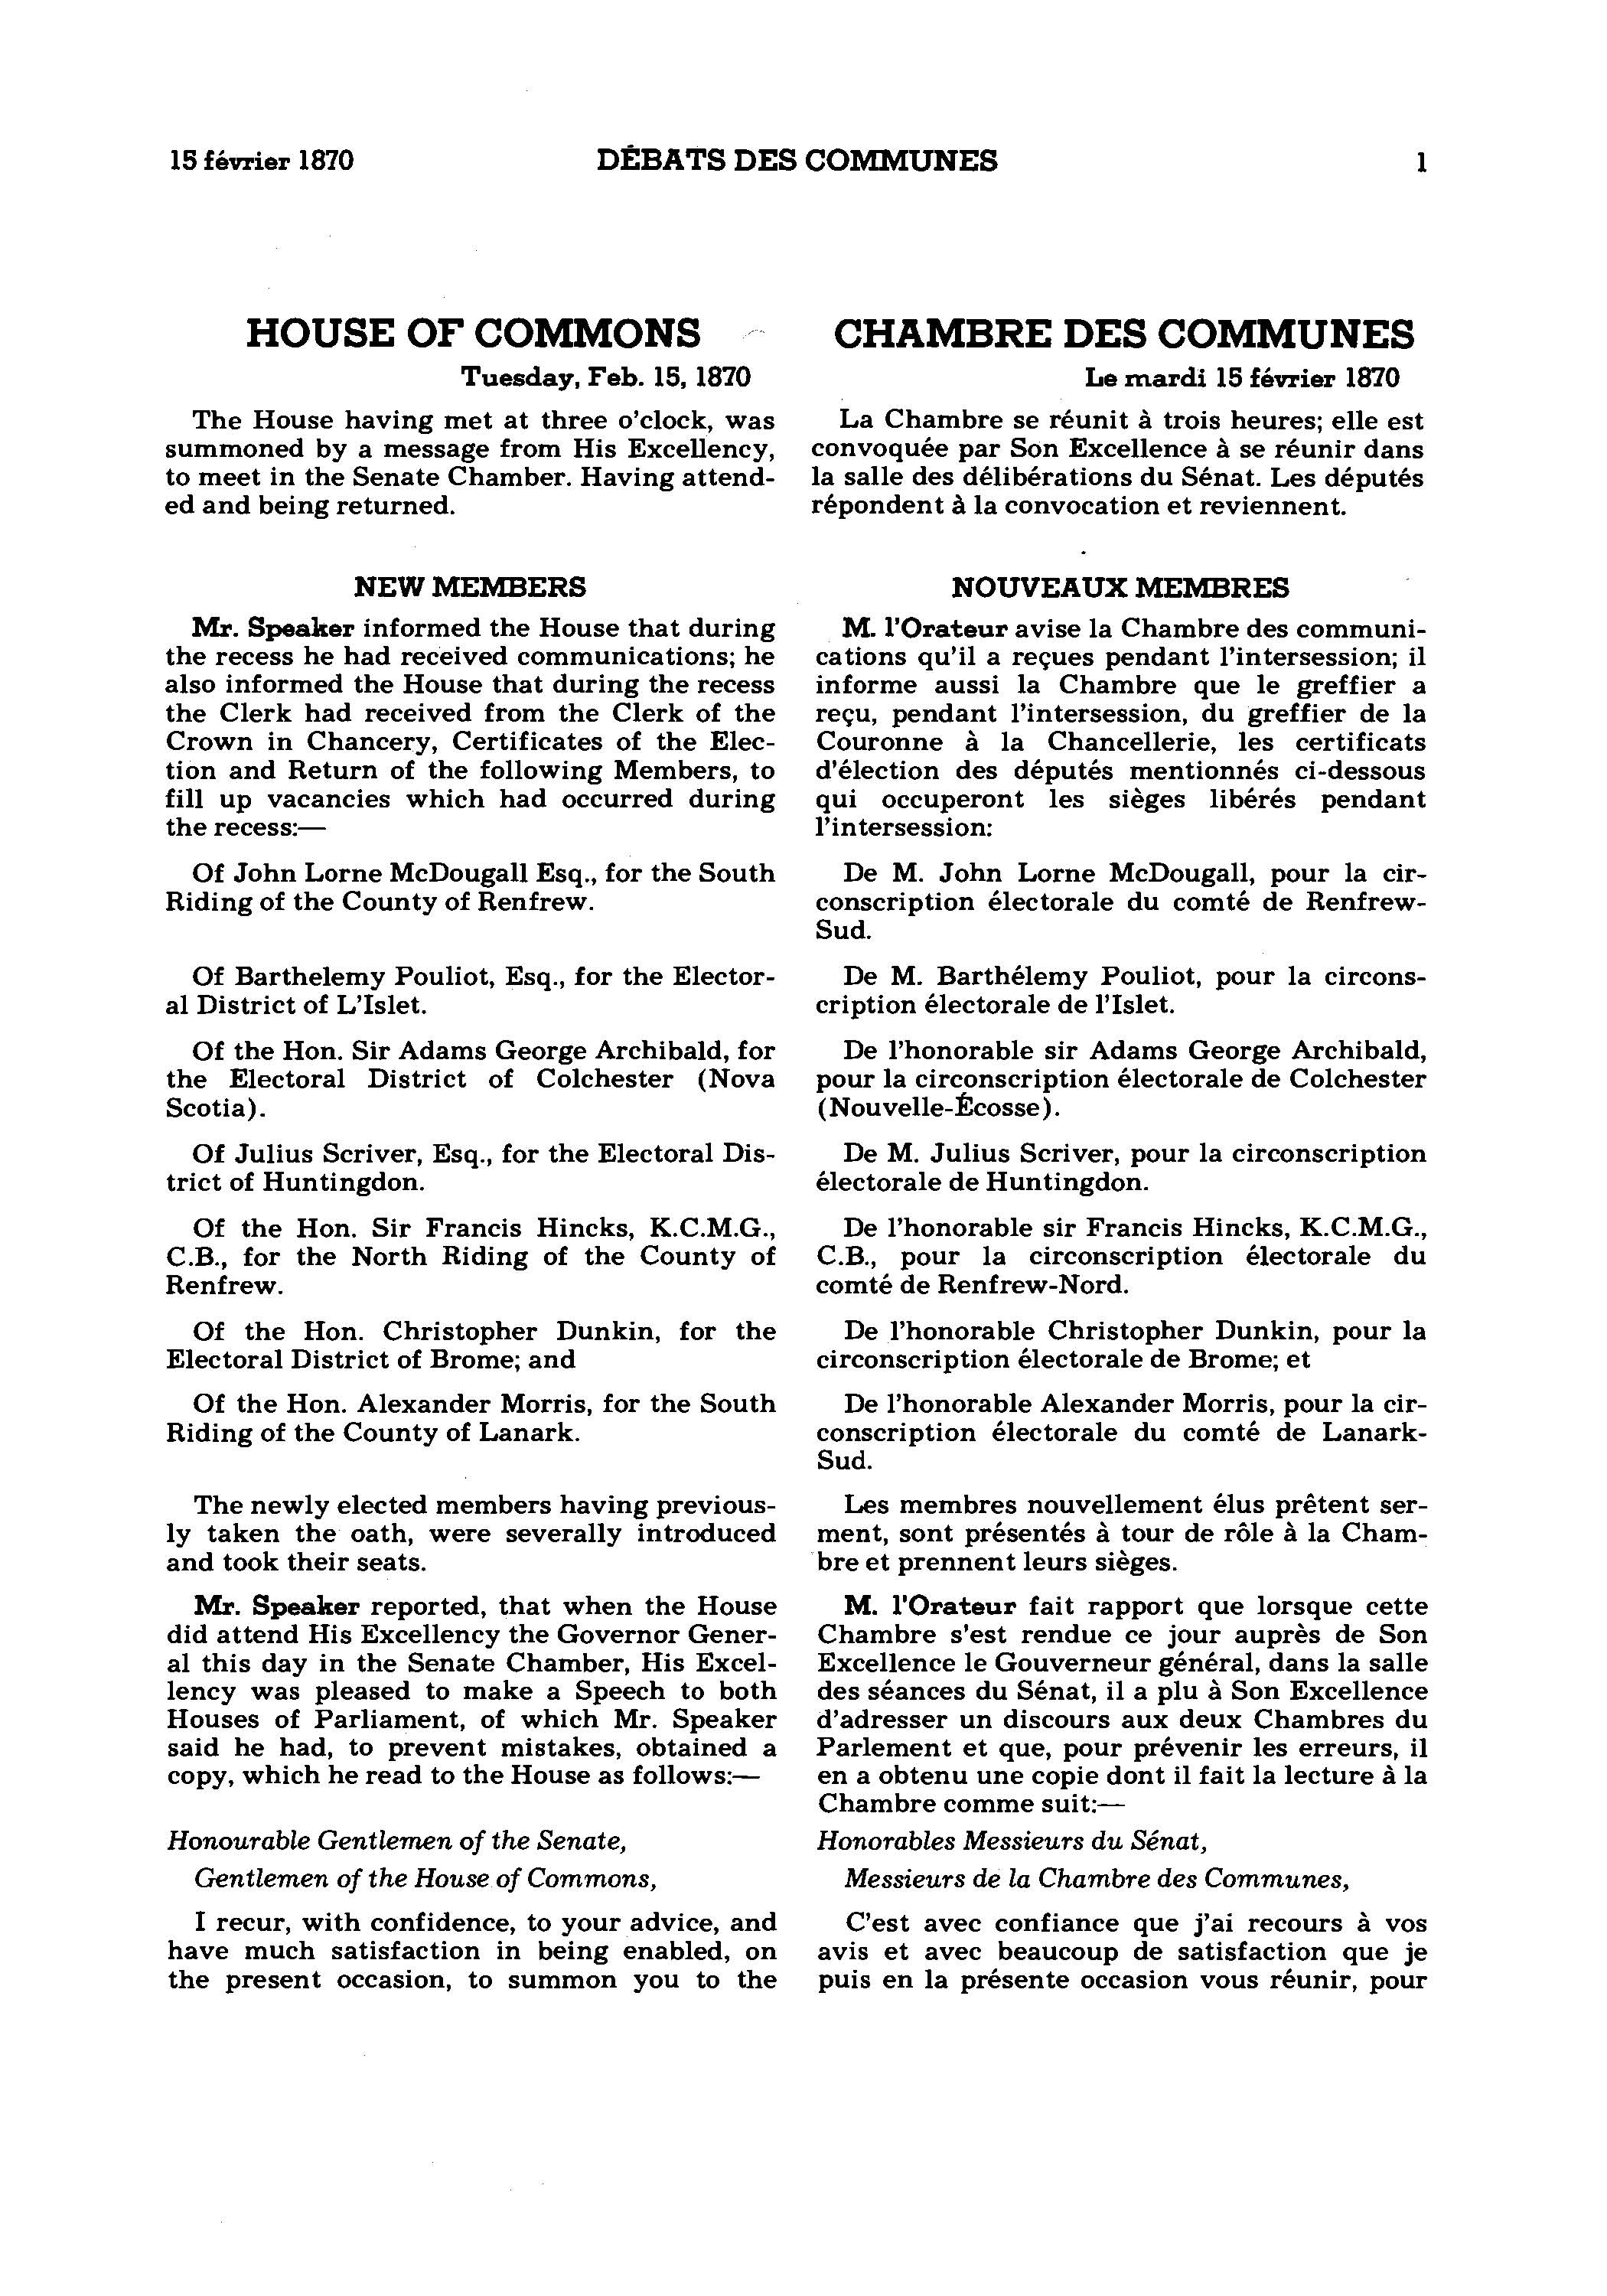 15 février 1870 DÉBATS DES COMMUNES 1
HOUSE OF COMMONS
Tuesday, Feb. 15, 1870
The House having met at three o'clock, was
summoned by a message from His Excellency,
to meet in the Senate Chamber. Having attend-
ed and being returned.
NEW MEMBERS
Mr. Speaker informed the House that during
the recess he had received communications; he
also informed the House that during the recess
the Clerk had received from the Clerk of the
Crown in Chancery, Certificates of the Elec-
tion and Return of the following Members, to
fill up vacancies which had occurred during
the recess:—
Of John Lorne McDougall Esq., for the South
Riding of the County of Renfrew.
Of Barthelemy Pouliot, Esq., for the Elector-
al District of L'Islet.
Of the Hon. Sir Adams George Archibald, for
the Electoral District of Colchester (Nova
Scotia).
Of Julius Scriver, Esq., for the Electoral Dis-
trict of Huntingdon.
Of the Hon. Sir Francis Hincks, K.C.M.G.,
C.B., for the North Riding of the County of
Renfrew.
Of the Hon. Christopher Dunkin, for the
Electoral District of Brome; and
Of the Hon. Alexander Morris, for the South
Riding of the County of Lanark.
The newly elected members having previous-
ly taken the oath, were severally introduced
and took their seats.
Mr. Speaker reported, that when the House
did attend His Excellency the Governor Gener-
al this day in the Senate Chamber, His Excel-
lency was pleased to make a Speech to both
Houses of Parliament, of which Mr. Speaker
said he had, to prevent mistakes, obtained a
copy, which he read to the House as follows:—
Honourable Gentlemen of the Senate,
Gentlemen of the House of Commons,
I recur, with confidence, to your advice, and
have much satisfaction in being enabled, on
the present occasion, to summon you to the
CHAMBRE DES COMMUNES
Le mardi 15 février 1870
La Chambre se réunit à trois heures; elle est
convoquée par Son Excellence à se réunir dans
la salle des délibérations du Sénat. Les députés
répondent à la convocation et reviennent.
NOUVEAUX MEMBRES
M. l'Orateur avise la Chambre des communi-
cations qu'il a reçues pendant l'intersession; il
informe aussi la Chambre que le greffier a
reçu, pendant l'intersession, du greffier de la
Couronne à la Chancellerie, les certificats
d'élection des députés mentionnés ci-dessous
qui occuperont les sièges libérés pendant
l'intersession:
De M. John Lorne McDougall, pour la cir-
conscription électorale du comté de Renfrew-
Sud.
De M. Barthélemy Pouliot, pour la circons-
cription électorale de l'Islet.
De l'honorable sir Adams George Archibald,
pour la circonscription électorale de Colchester
(Nouvelle-Écosse).
De M. Julius Scriver, pour la circonscription
électorale de Huntingdon.
De l'honorable sir Francis Hincks, K.C.M.G.,
C.B., pour la circonscription électorale du
comté de Renfrew-Nord.
De l'honorable Christopher Dunkin, pour la
circonscription électorale de Brome; et
De l'honorable Alexander Morris, pour la cir-
conscription électorale du comté de Lanark-
Sud.
Les membres nouvellement élus prêtent ser-
ment, sont présentés à tour de rôle à la Cham-
bre et prennent leurs sièges.
M. l'Orateur fait rapport que lorsque cette
Chambre s'est rendue ce jour auprès de Son
Excellence le Gouverneur général, dans la salle
des séances du Sénat, il a plu à Son Excellence
d'adresser un discours aux deux Chambres du
Parlement et que, pour prévenir les erreurs, il
en a obtenu une copie dont il fait la lecture à la
Chambre comme suit:—
Honorables Messieurs du Sénat,
Messieurs de la Chambre des Communes,
C'est avec confiance que j'ai recours à vos
avis et avec beaucoup de satisfaction que je
puis en la présente occasion vous réunir, pour